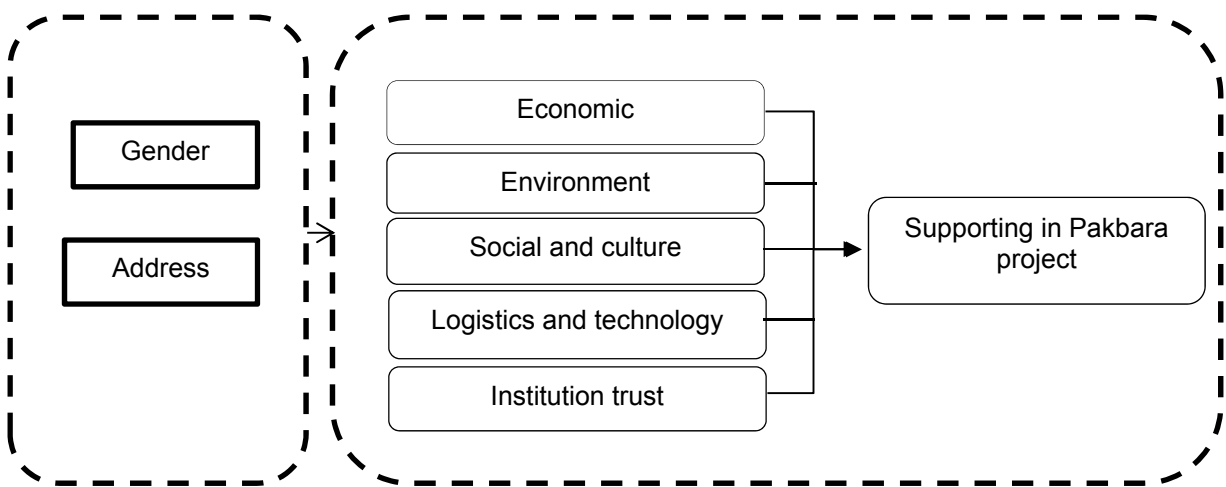 Gender
Address
Economic
Environment
Social and culture
Logistics and technology
Institution trust
Supporting in Pakbara
project